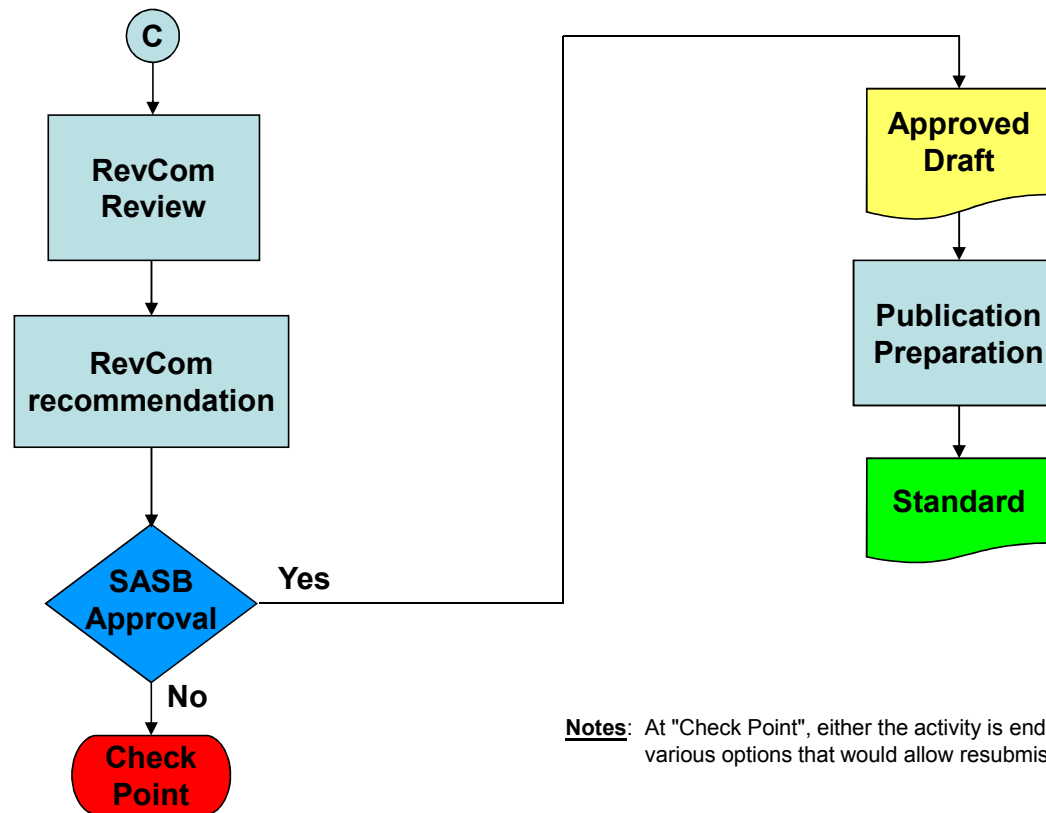 C
RevCom
Review
RevCom
recommendation
SASB
Approval
Yes
No
Check
Point
Approved
Draft
Publication
Preparation
Standard
Notes: At "Check Point", either the activity is end
various options that would allow resubmis